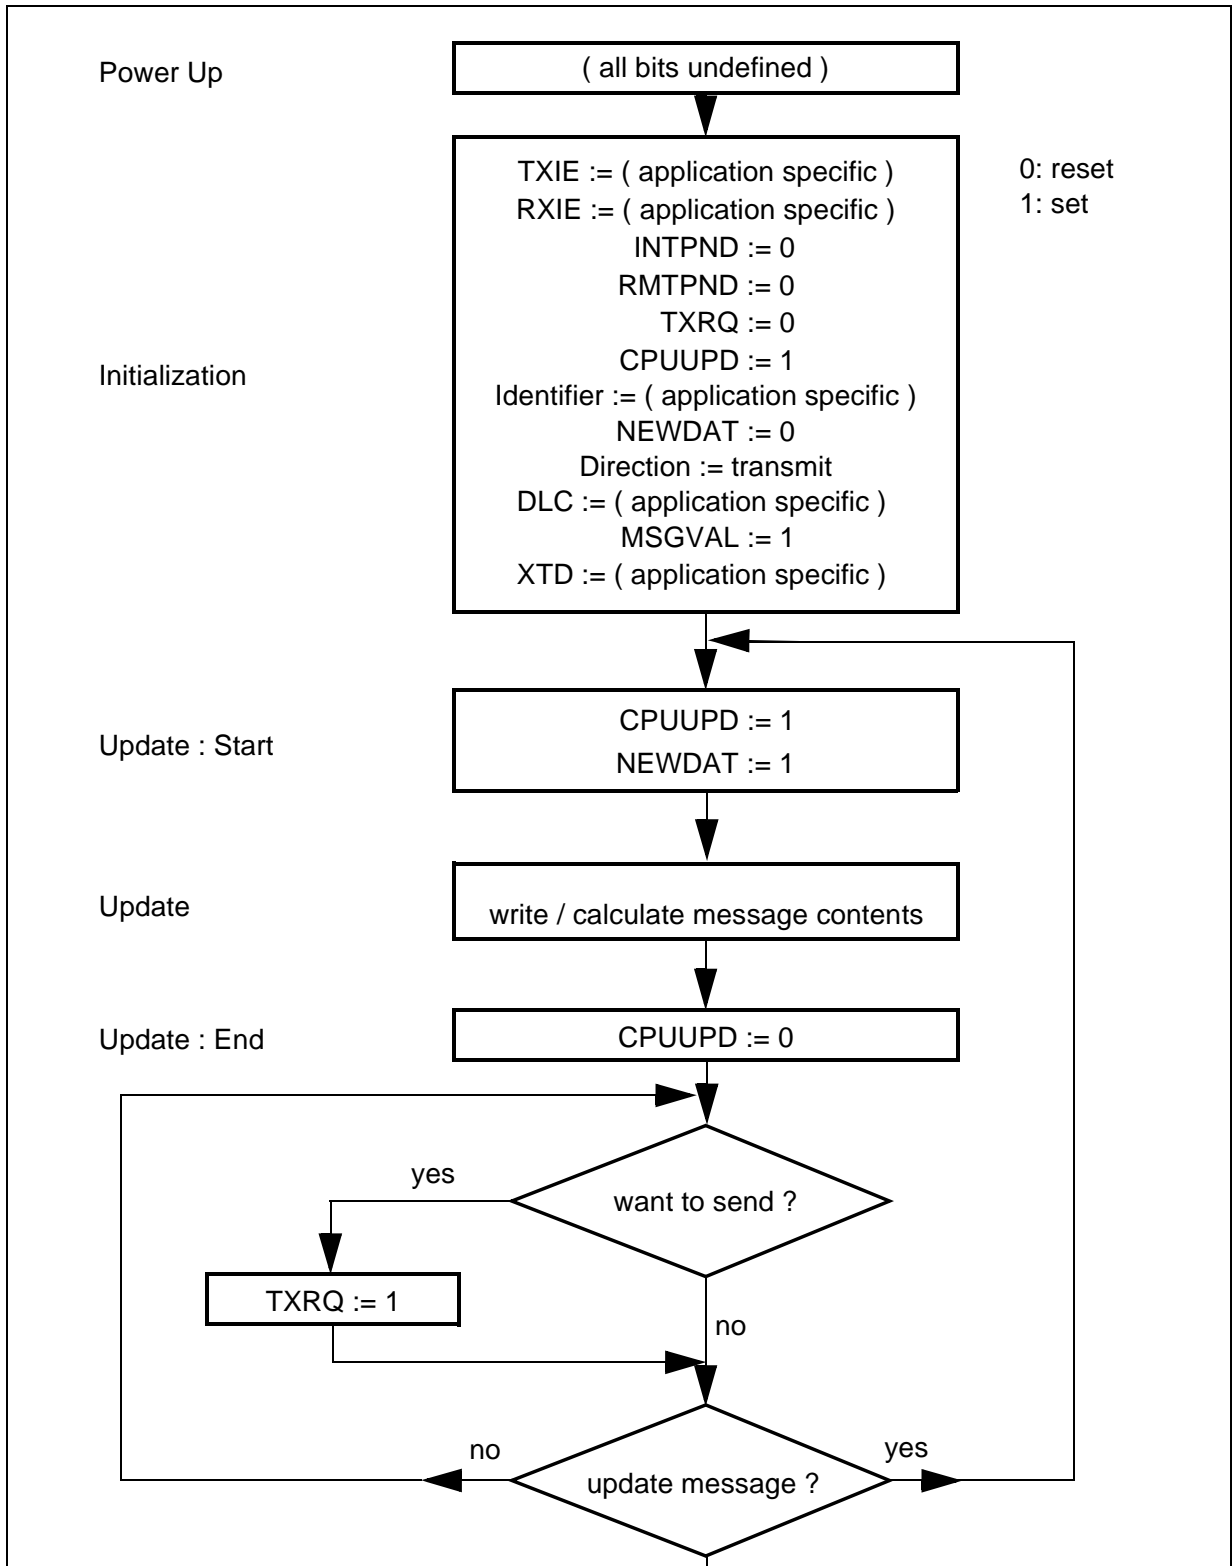 Power Up
( all bits undefined )
TXIE := ( application specific )
RXIE := ( application specific )
INTPND := 0
RMTPND := 0
TXRQ := 0
CPUUPD := 1
Identifier := ( application specific )
NEWDAT := 0
Direction := transmit
DLC := ( application specific )
MSGVAL := 1
XTD := ( application specific )
0: reset
1: set
Initialization
Update : Start
CPUUPD := 1
NEWDAT := 1
Update
write / calculate message contents
Update : End
CPUUPD := 0
want to send ?
yes
TXRQ := 1
no
update message ?
no
yes